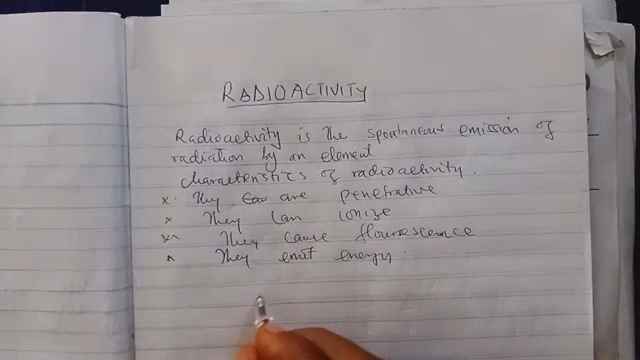 RADIOACTIVITY
Radioactivity is the spontaneous emission of
radiation by an element
characteristics of radioactivity.
x. They are penetrative
x They can ionize
x They cause flourescence
x They emit energy.